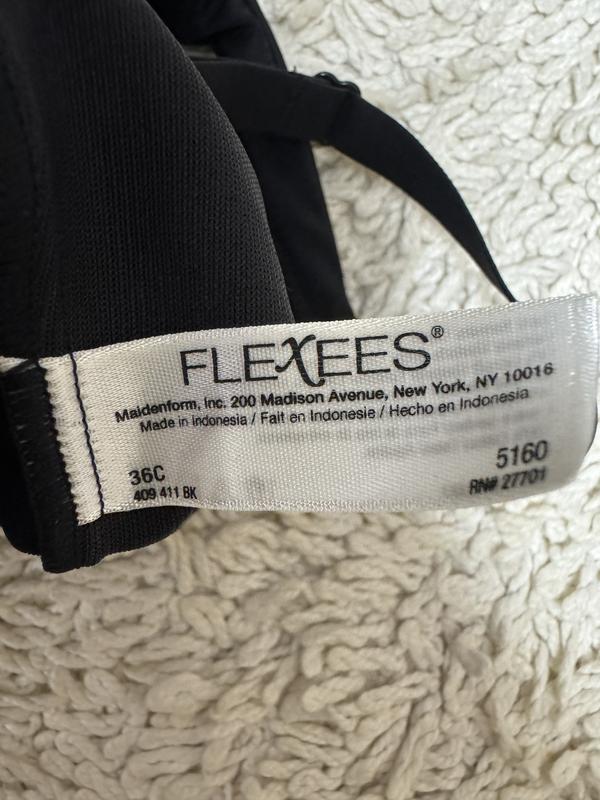 FLEXEES®
Maidenform, Inc. 200 Madison Avenue, New York, NY 10016
Made in Indonesia / Fait en Indonesie / Hecho en Indonesia
36C
409 411 BK
5160
RN# 27701